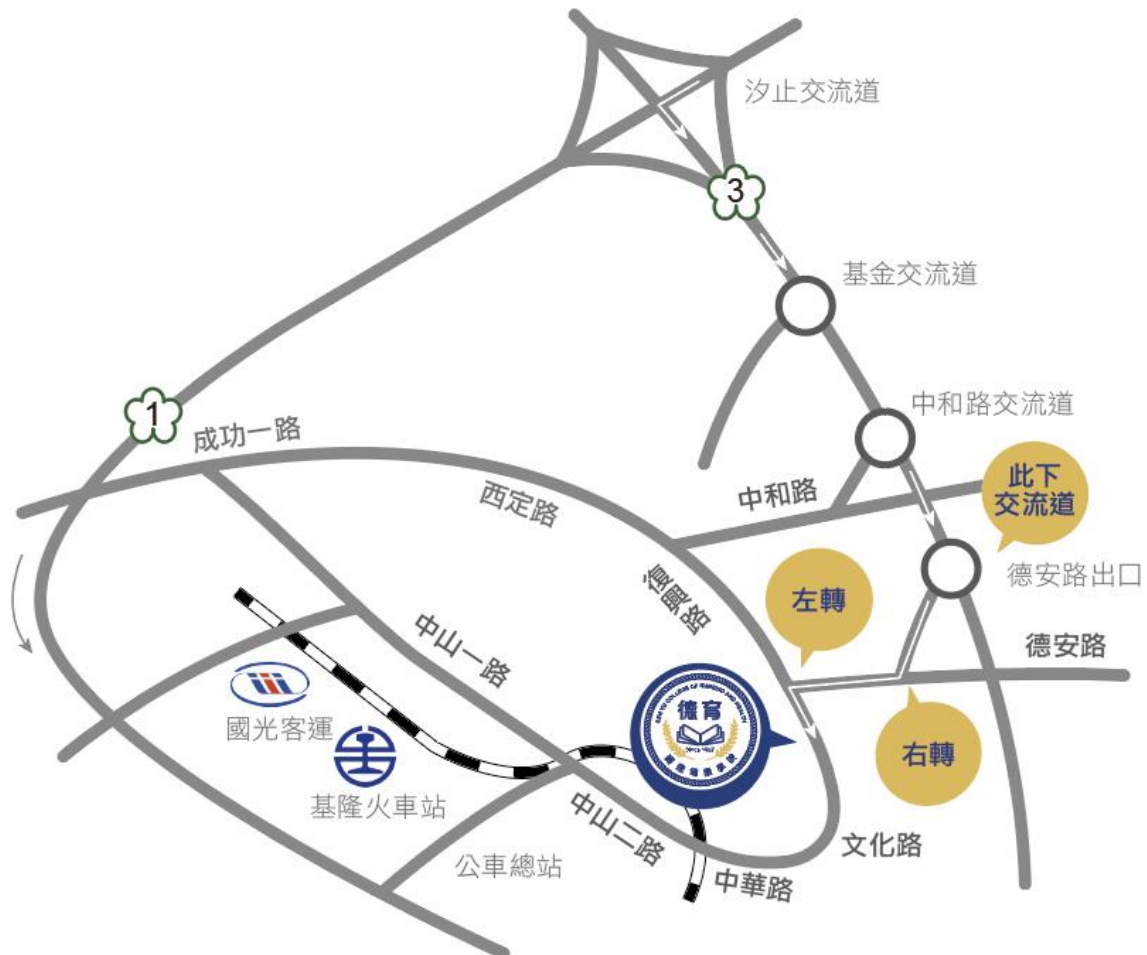 汐止交流道
3
基金交流道
1
中和路交流道
成功一路
此下
交流道
西定路
中和路
德安路出口
復興路
左轉
中山一路
德安路
德育
國光客運
右轉
基隆火車站
中山二路
文化路
公車總站
中華路